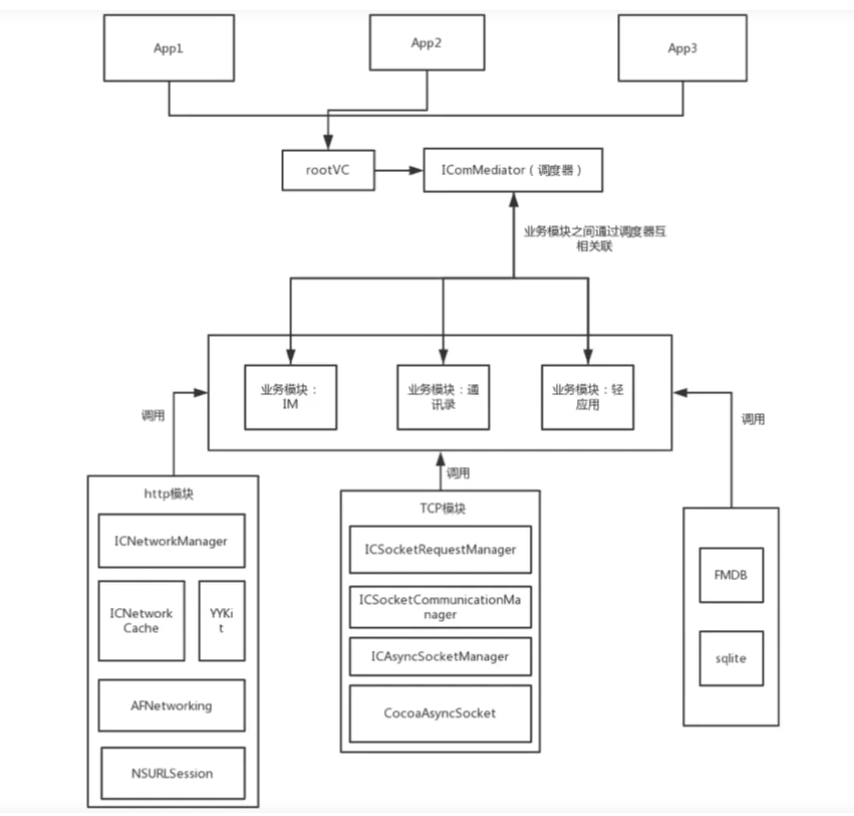 App1
App2
App3
rootVC
IComMediator（调度器）
业务模块之间通过调度器互
相关联
业务模块：
IM
业务模块：通
讯录
业务模块：轻
应用
调用
调用
调用
http模块
ICNetworkManager
ICNetwork
Cache
YYKi
t
AFNetworking
NSURLSession
TCP模块
ICSocketRequestManager
ICSocketCommunicationMa
nager
ICAsyncSocketManager
CocoaAsyncSocket
FMDB
sqlite